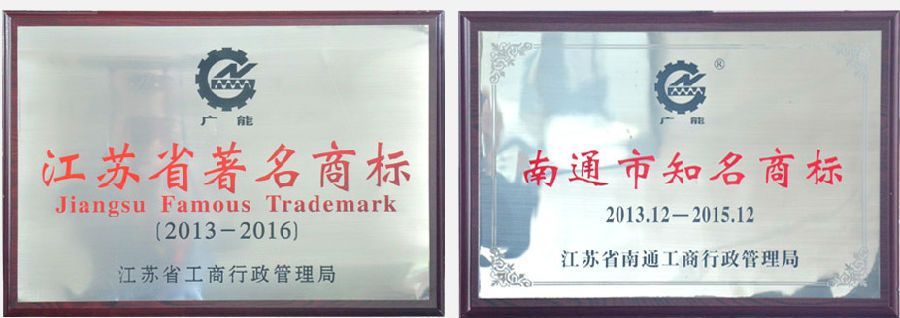 广能
江苏省著名商标
Jiangsu Famous Trademark
(2013-2016)
江苏省工商行政管理局
®
广能
南通市知名商标
2013.12-2015.12
江苏省南通工商行政管理局